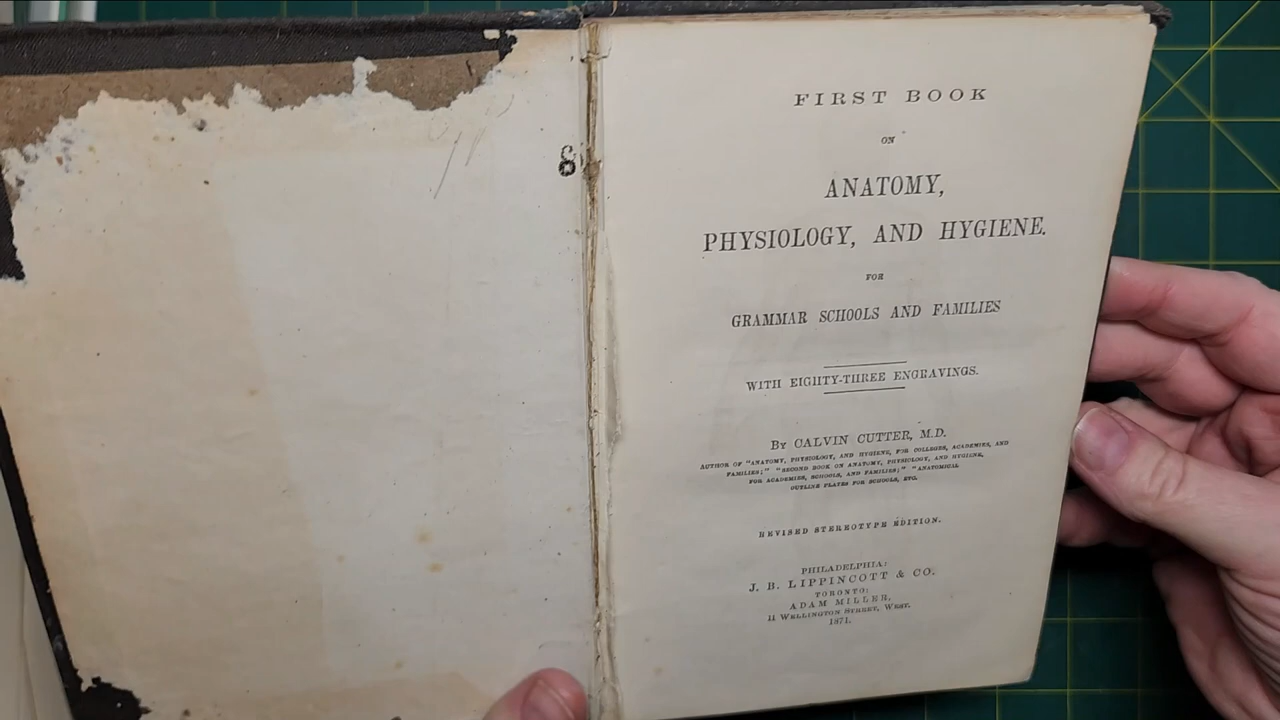 8
FIRST BOOK
ON
ANATOMY,
PHYSIOLOGY, AND HYGIENE.
FOR
GRAMMAR SCHOOLS AND FAMILIES
WITH EIGHTY-THREE ENGRAVINGS.
By CALVIN CUTTER, M.D.
AUTHOR OF "ANATOMY, PHYSIOLOGY, AND HYGIENE, FOR COLLEGES, ACADEMIES, AND
FAMILIES;" "SECOND BOOK ON ANATOMY, PHYSIOLOGY, AND HYGIENE,
FOR ACADEMIES, SCHOOLS, AND FAMILIES;" "ANATOMICAL
OUTLINE PLATES FOR SCHOOLS, ETC.
REVISED STEREOTYPE EDITION.
PHILADELPHIA:
J. B. LIPPINCOTT & CO.
TORONTO:
ADAM MILLER,
11 WELLINGTON STREET, WEST.
1871.